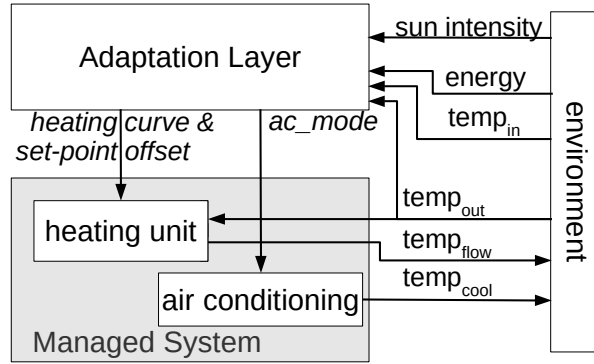 Adaptation Layer
sun intensity
energy
temp_in
heating curve &
set-point offset
ac_mode
environment
temp_out
heating unit
temp_flow
temp_cool
air conditioning
Managed System